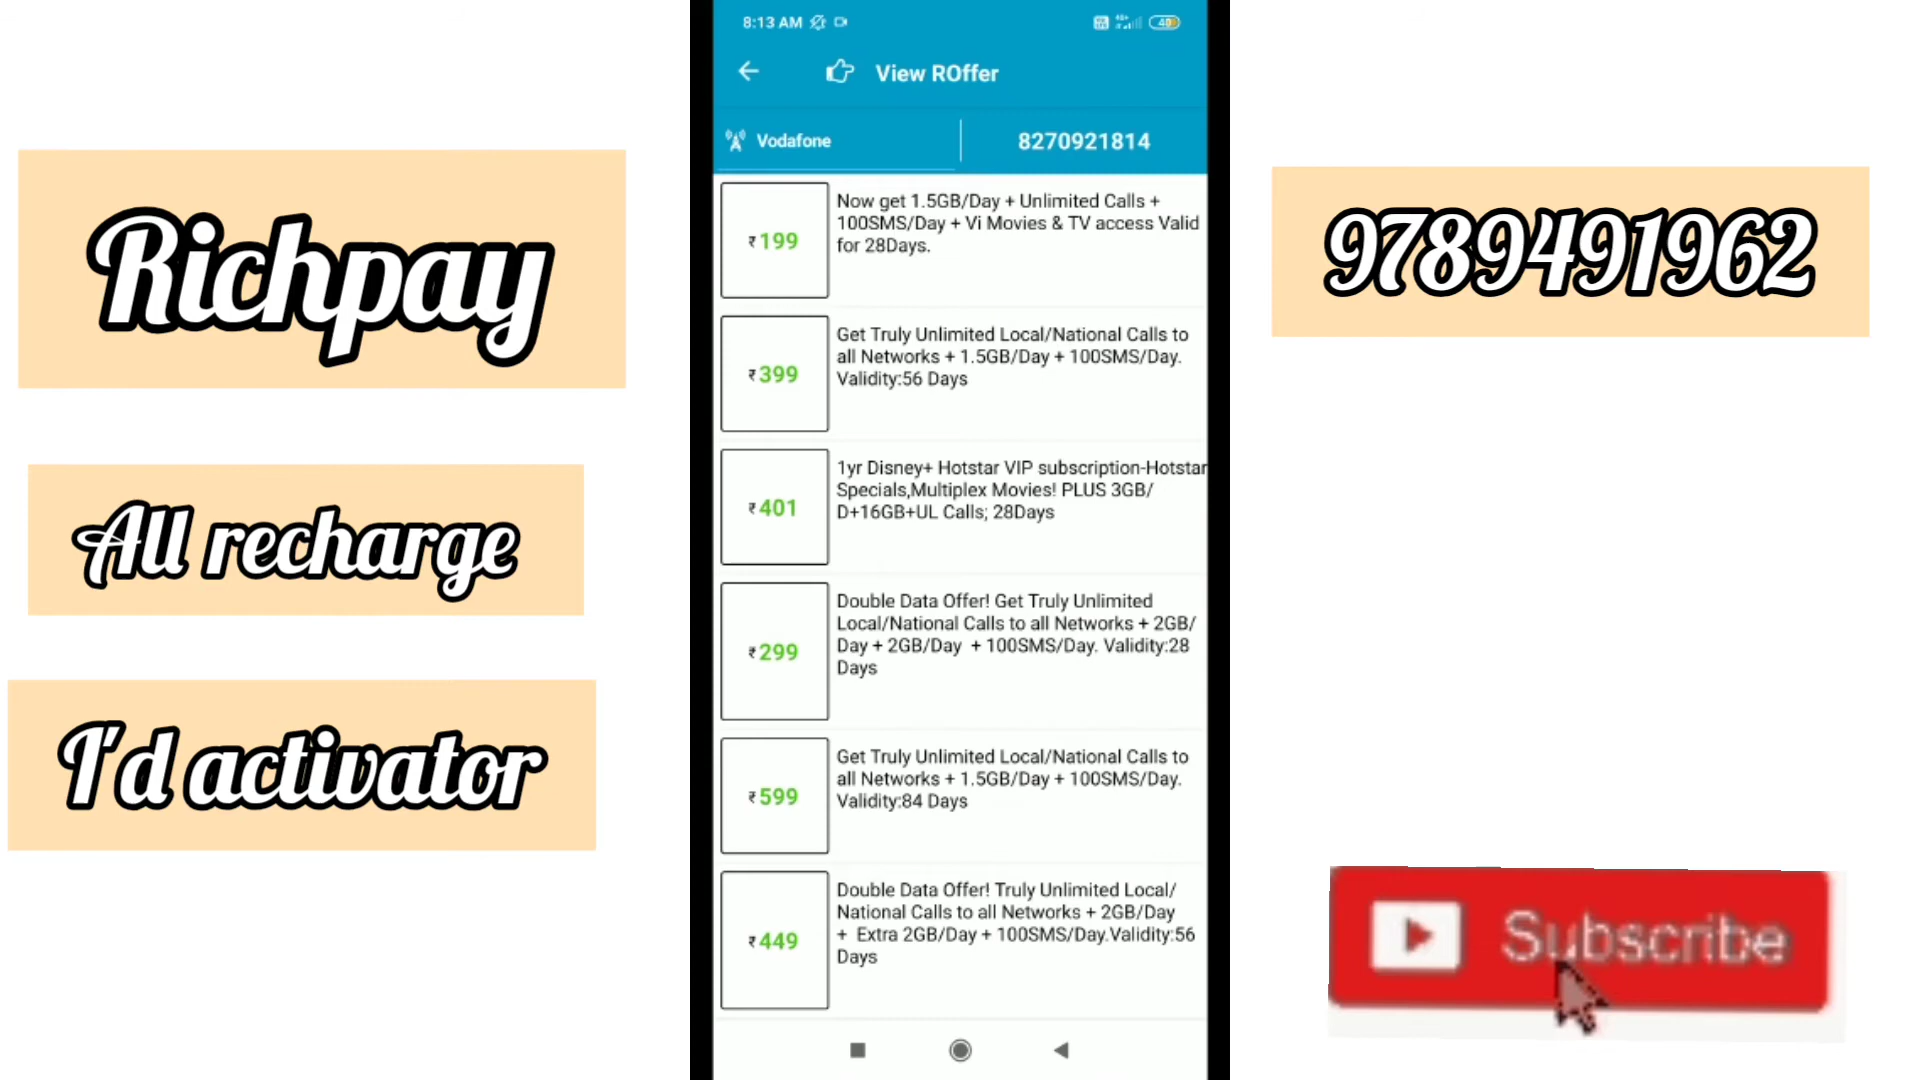 8:13 AM
View ROffer
Vodafone
8270921814
₹199
Now get 1.5GB/Day + Unlimited Calls +
100SMS/Day + Vi Movies & TV access Valid
for 28Days.
₹399
Get Truly Unlimited Local/National Calls to
all Networks + 1.5GB/Day + 100SMS/Day.
Validity:56 Days
₹401
1yr Disney+ Hotstar VIP subscription-Hotstar
Specials,Multiplex Movies! PLUS 3GB/
D+16GB+UL Calls; 28Days
₹299
Double Data Offer! Get Truly Unlimited
Local/National Calls to all Networks + 2GB/
Day + 2GB/Day + 100SMS/Day. Validity:28
Days
₹599
Get Truly Unlimited Local/National Calls to
all Networks + 1.5GB/Day + 100SMS/Day.
Validity:84 Days
₹449
Double Data Offer! Truly Unlimited Local/
National Calls to all Networks + 2GB/Day
+ Extra 2GB/Day + 100SMS/Day.Validity:56
Days
Richpay
All recharge
I'd activator
9789491962
Subscribe